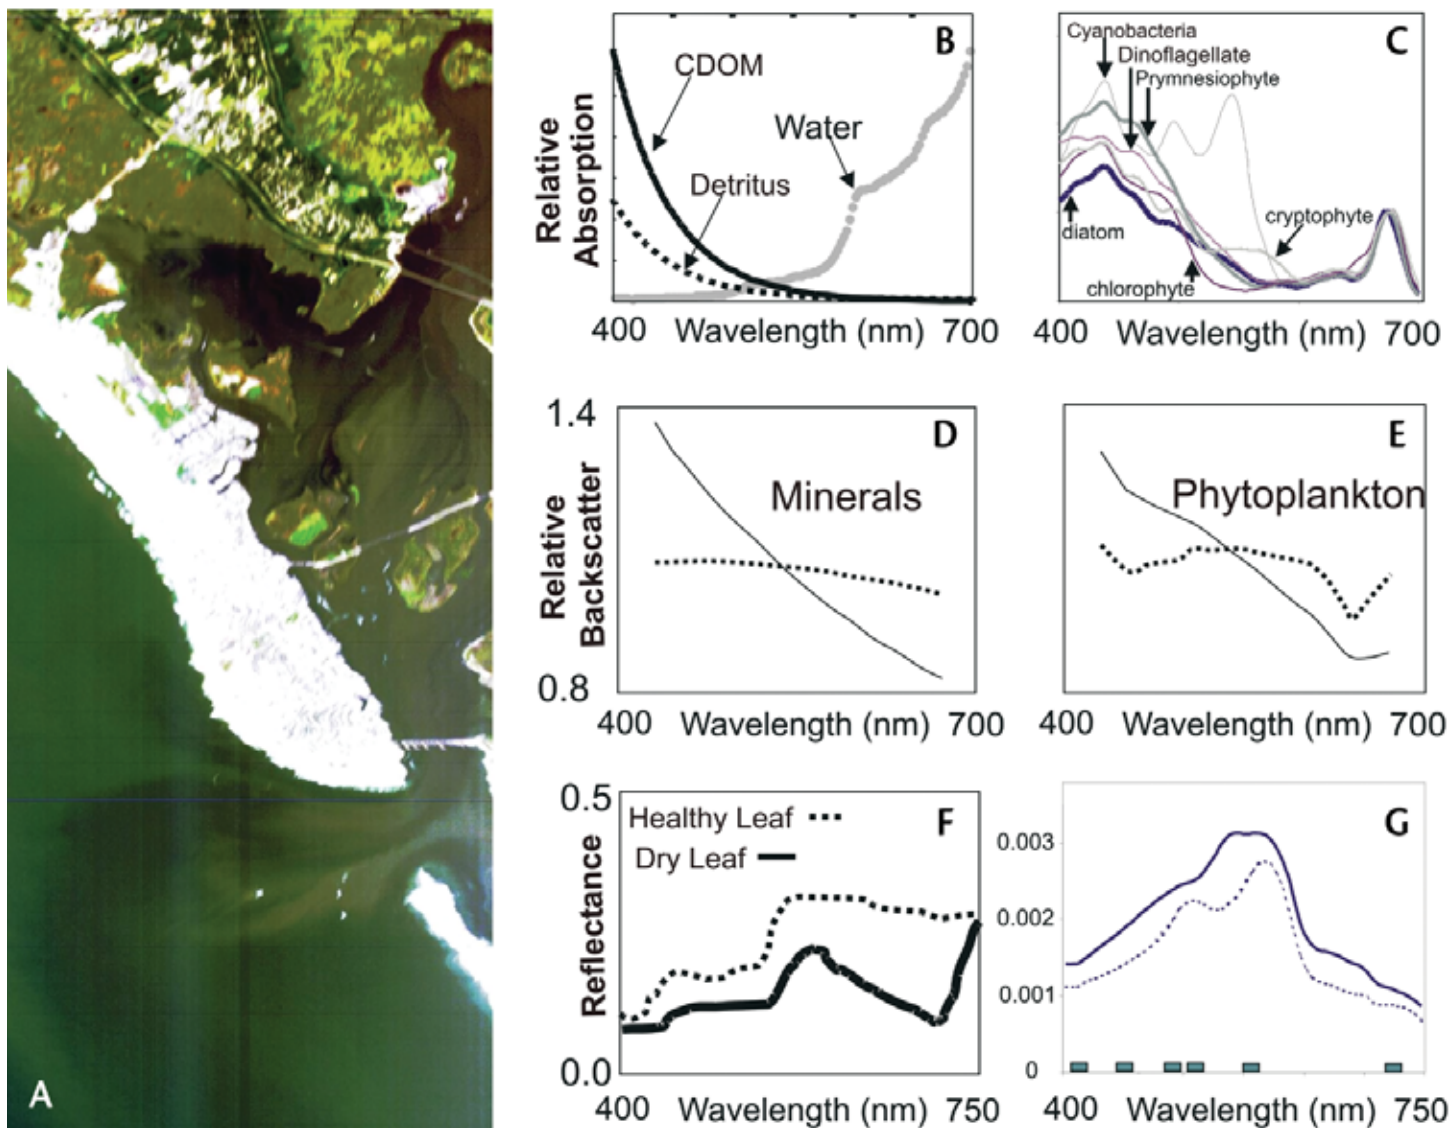 A
B
CDOM
Water
Detritus
Relative
Absorption
400 Wavelength (nm) 700
C
Cyanobacteria
Dinoflagellate
Prymnesiophyte
cryptophyte
diatom
chlorophyte
400 Wavelength (nm) 700
D
1.4
Minerals
Relative
Backscatter
0.8
400 Wavelength (nm) 700
E
Phytoplankton
400 Wavelength (nm) 700
F
0.5
Healthy Leaf
Dry Leaf
Reflectance
0.0
400 Wavelength (nm) 750
G
0.003
0.002
0.001
0
400 Wavelength (nm) 750